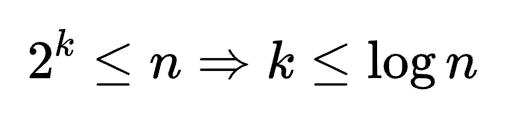 2^k ≤ n ⇒ k ≤ log n